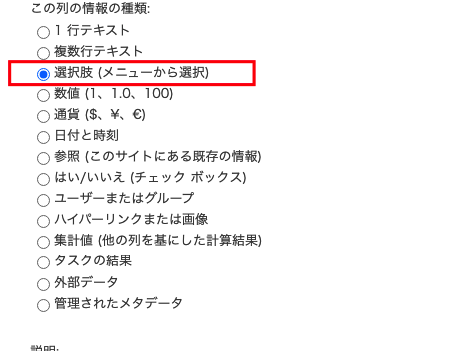 この列の情報の種類:
1 行テキスト
複数行テキスト
選択肢 (メニューから選択)
数値 (1、1.0、100)
通貨 ($、¥、€)
日付と時刻
参照 (このサイトにある既存の情報)
はい/いいえ (チェック ボックス)
ユーザーまたはグループ
ハイパーリンクまたは画像
集計値 (他の列を基にした計算結果)
タスクの結果
外部データ
管理されたメタデータ
説明: